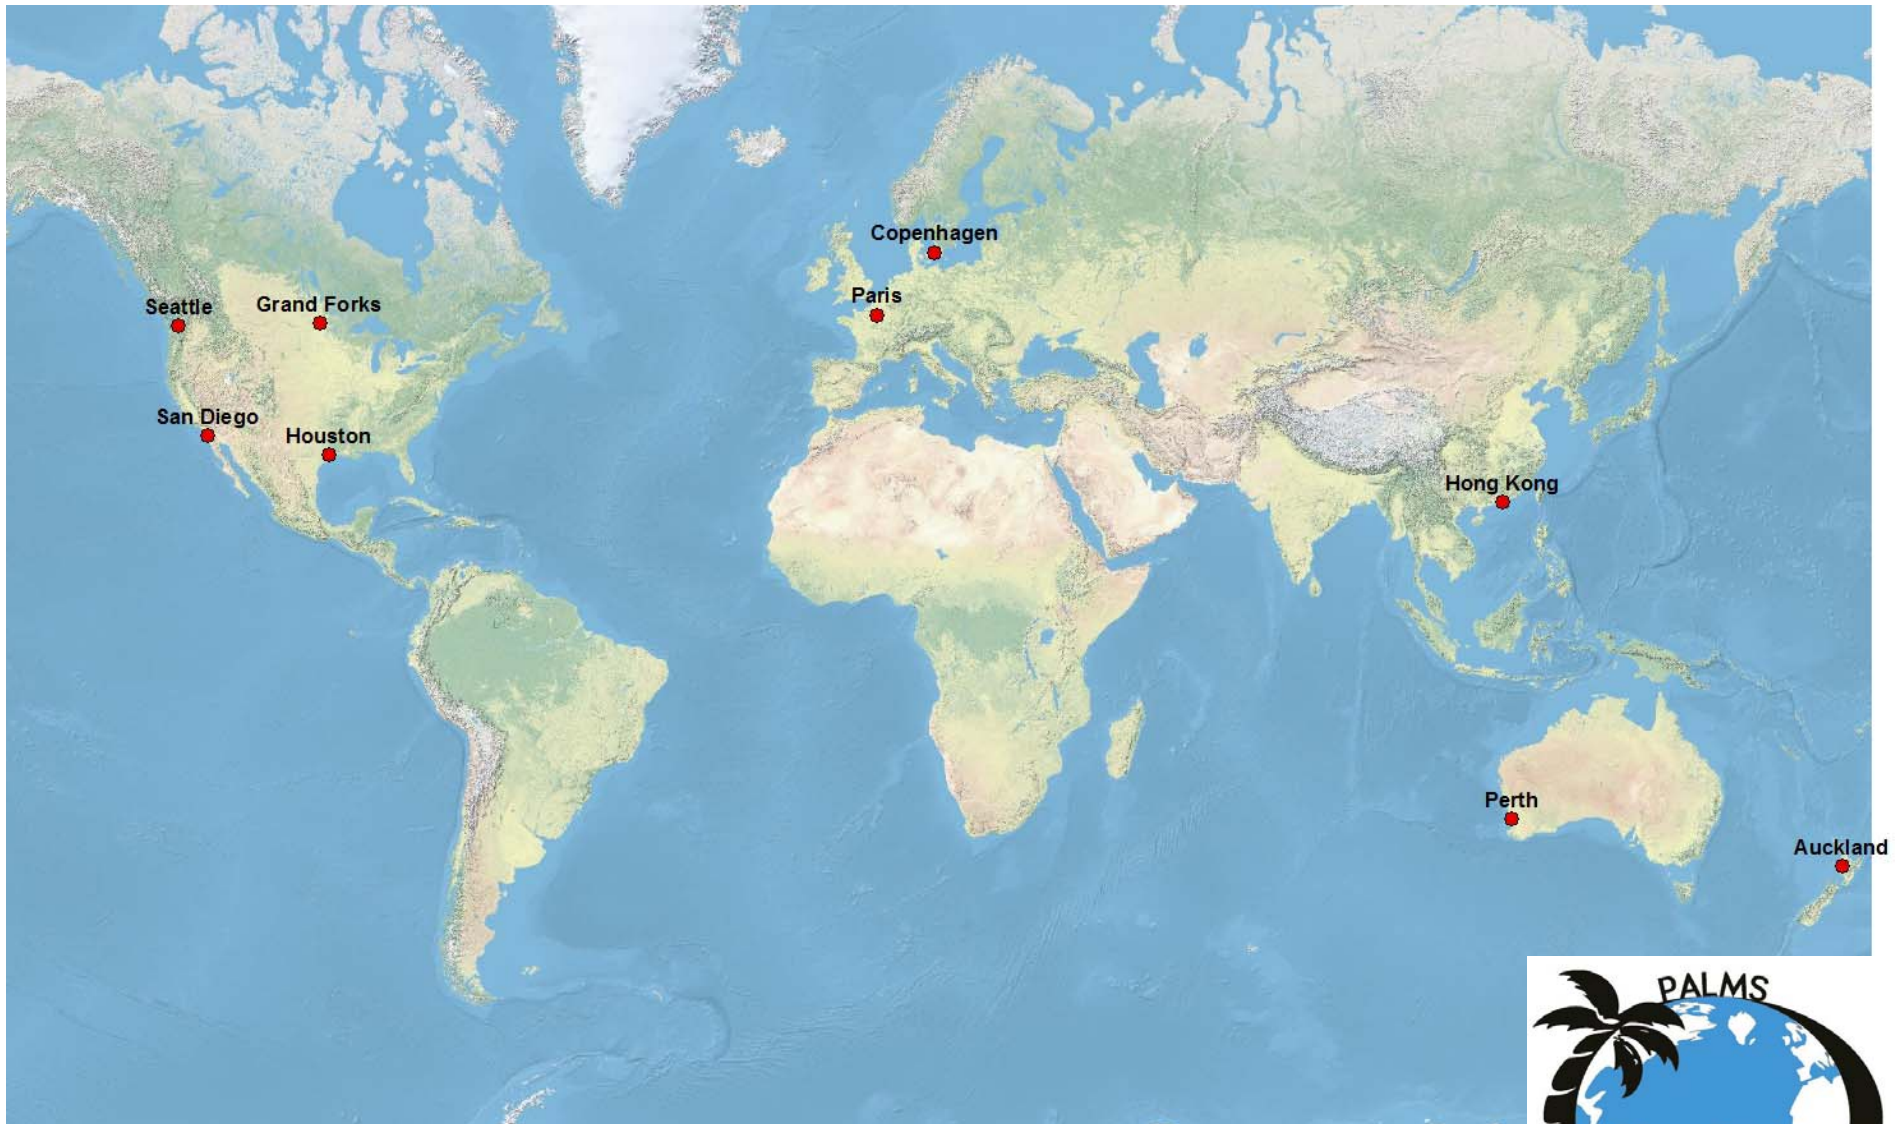 Copenhagen
Paris
Seattle
Grand Forks
San Diego
Houston
Hong Kong
Perth
Auckland
PALMS